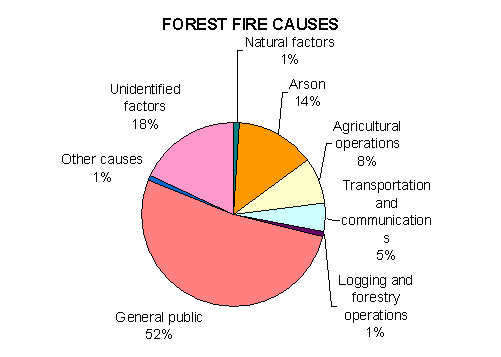 FOREST FIRE CAUSES
Natural factors
1%
Arson
14%
Agricultural
operations
8%
Transportation
and
communication
s
5%
Logging and
forestry
operations
1%
General public
52%
Other causes
1%
Unidentified
factors
18%